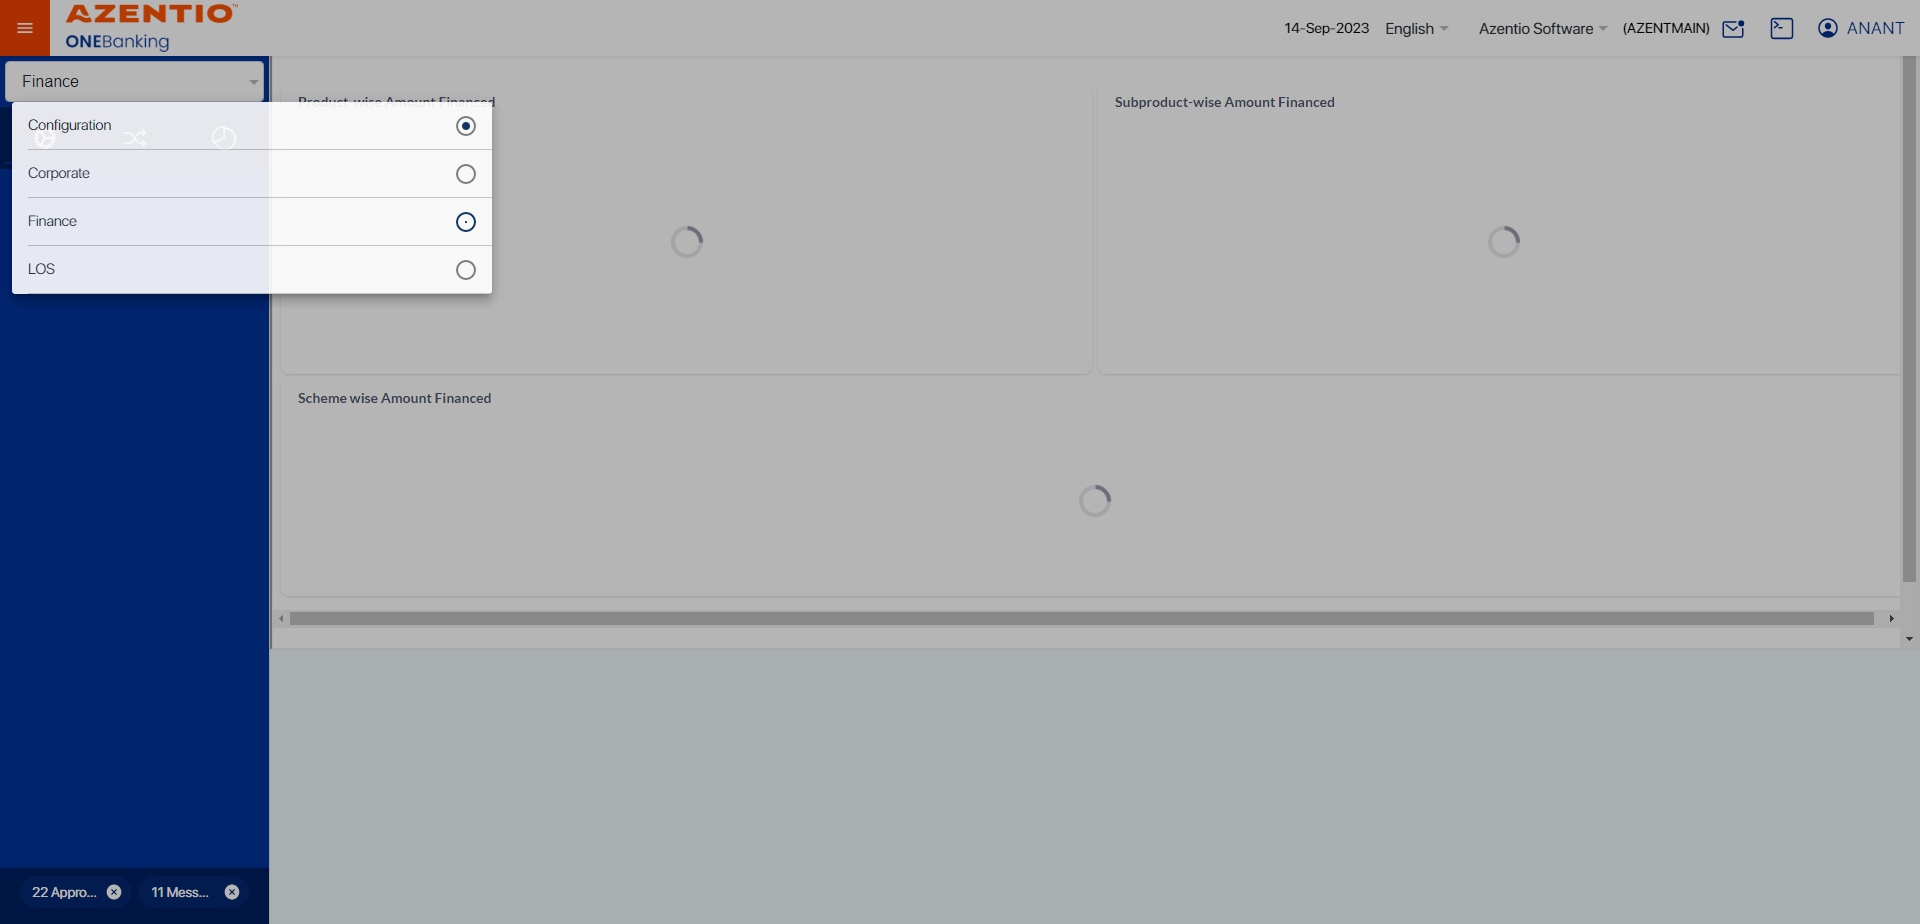 AZENTIO™
ONEBanking
14-Sep-2023 English Azentio Software (AZENTMAIN) ANANT
Finance
Configuration
Corporate
Finance
LOS
Product-wise Amount Financed
Subproduct-wise Amount Financed
Scheme wise Amount Financed
22 Appro... 11 Mess...